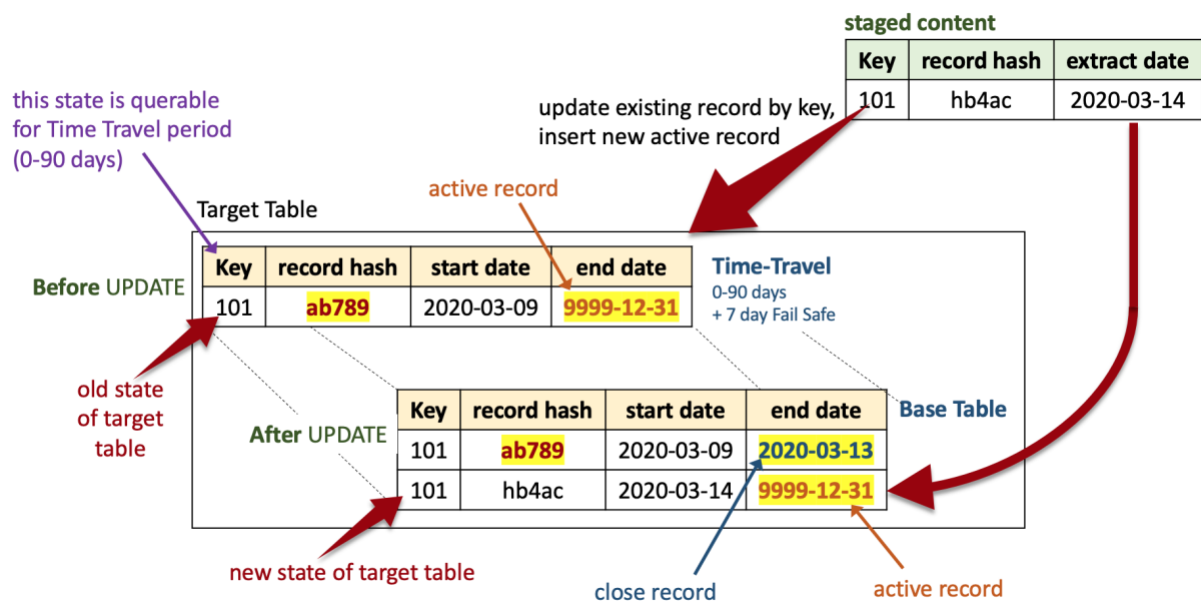 staged content
Key record hash extract date
101 hb4ac 2020-03-14
this state is querable
for Time Travel period
(0-90 days)
update existing record by key,
insert new active record
active record
Target Table
Before UPDATE
Key record hash start date end date
101 ab789 2020-03-09 9999-12-31
Time-Travel
0-90 days
+ 7 day Fail Safe
old state
of target
table
After UPDATE
Key record hash start date end date
101 ab789 2020-03-09 2020-03-13
101 hb4ac 2020-03-14 9999-12-31
Base Table
new state of target table
close record
active record